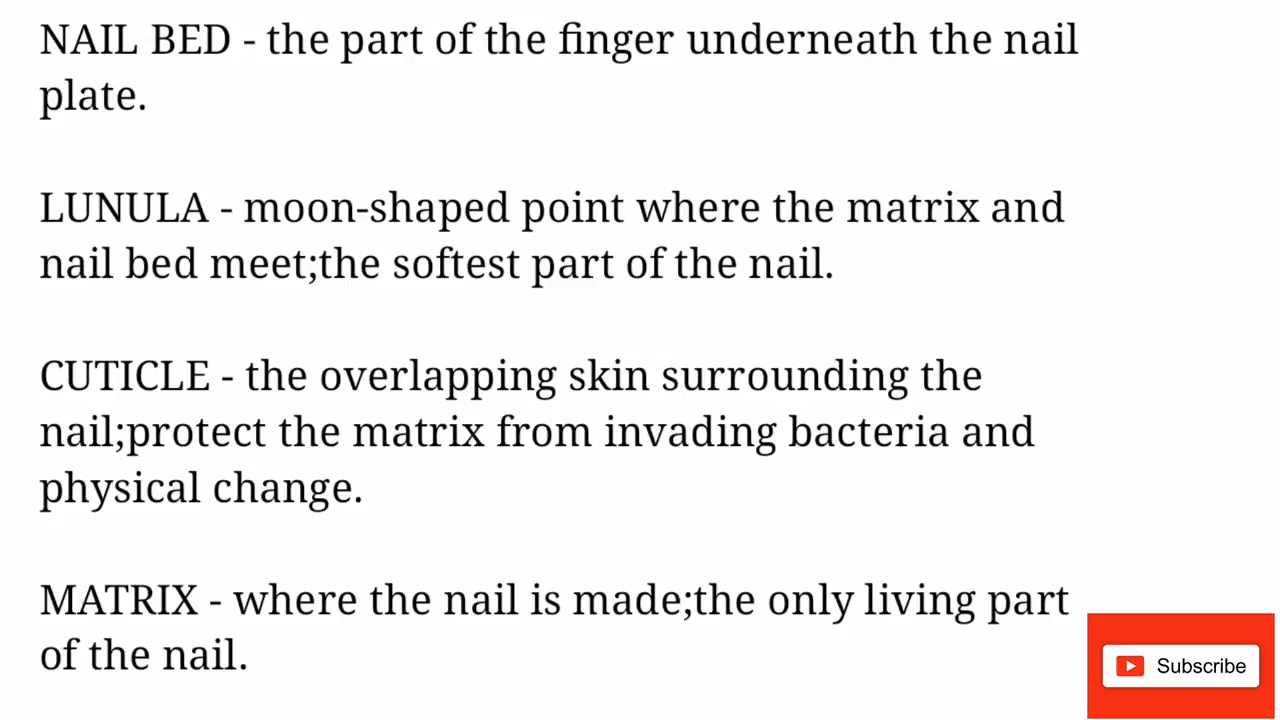 NAIL BED - the part of the finger underneath the nail
plate.
LUNULA - moon-shaped point where the matrix and
nail bed meet;the softest part of the nail.
CUTICLE - the overlapping skin surrounding the
nail;protect the matrix from invading bacteria and
physical change.
MATRIX - where the nail is made;the only living part
of the nail.
Subscribe